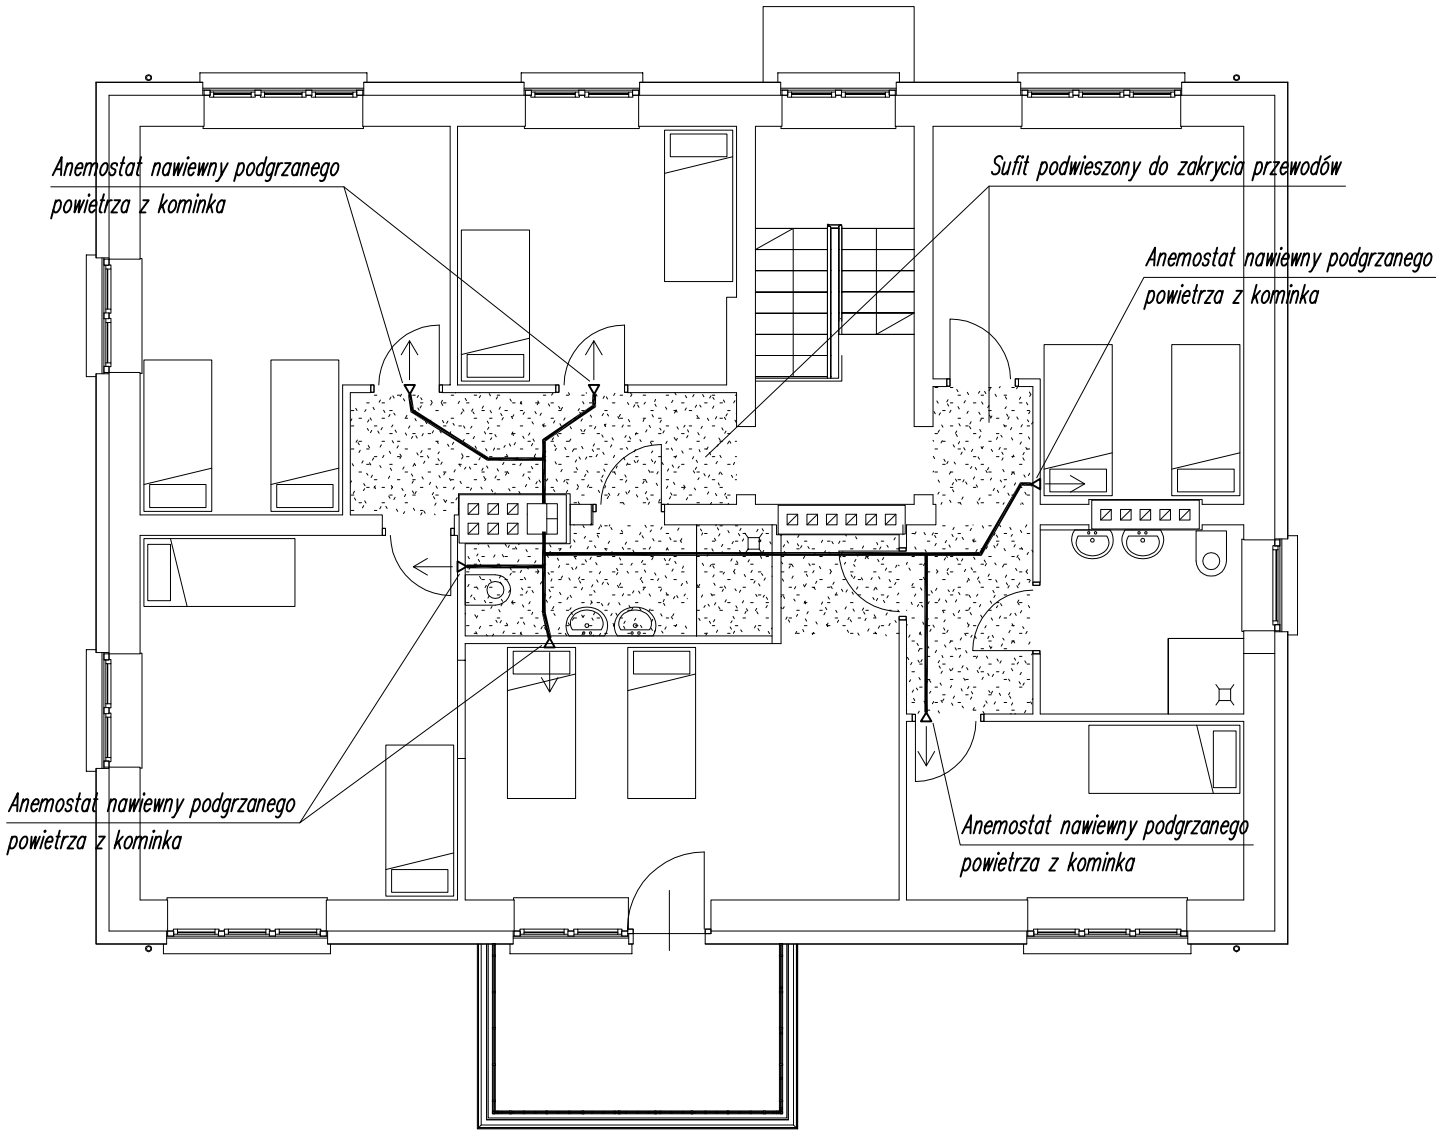 Anemostat nawiewny podgrzanego
powietrza z kominka
Sufit podwieszony do zakrycia przewodów
Anemostat nawiewny podgrzanego
powietrza z kominka
Anemostat nawiewny podgrzanego
powietrza z kominka
Anemostat nawiewny podgrzanego
powietrza z kominka